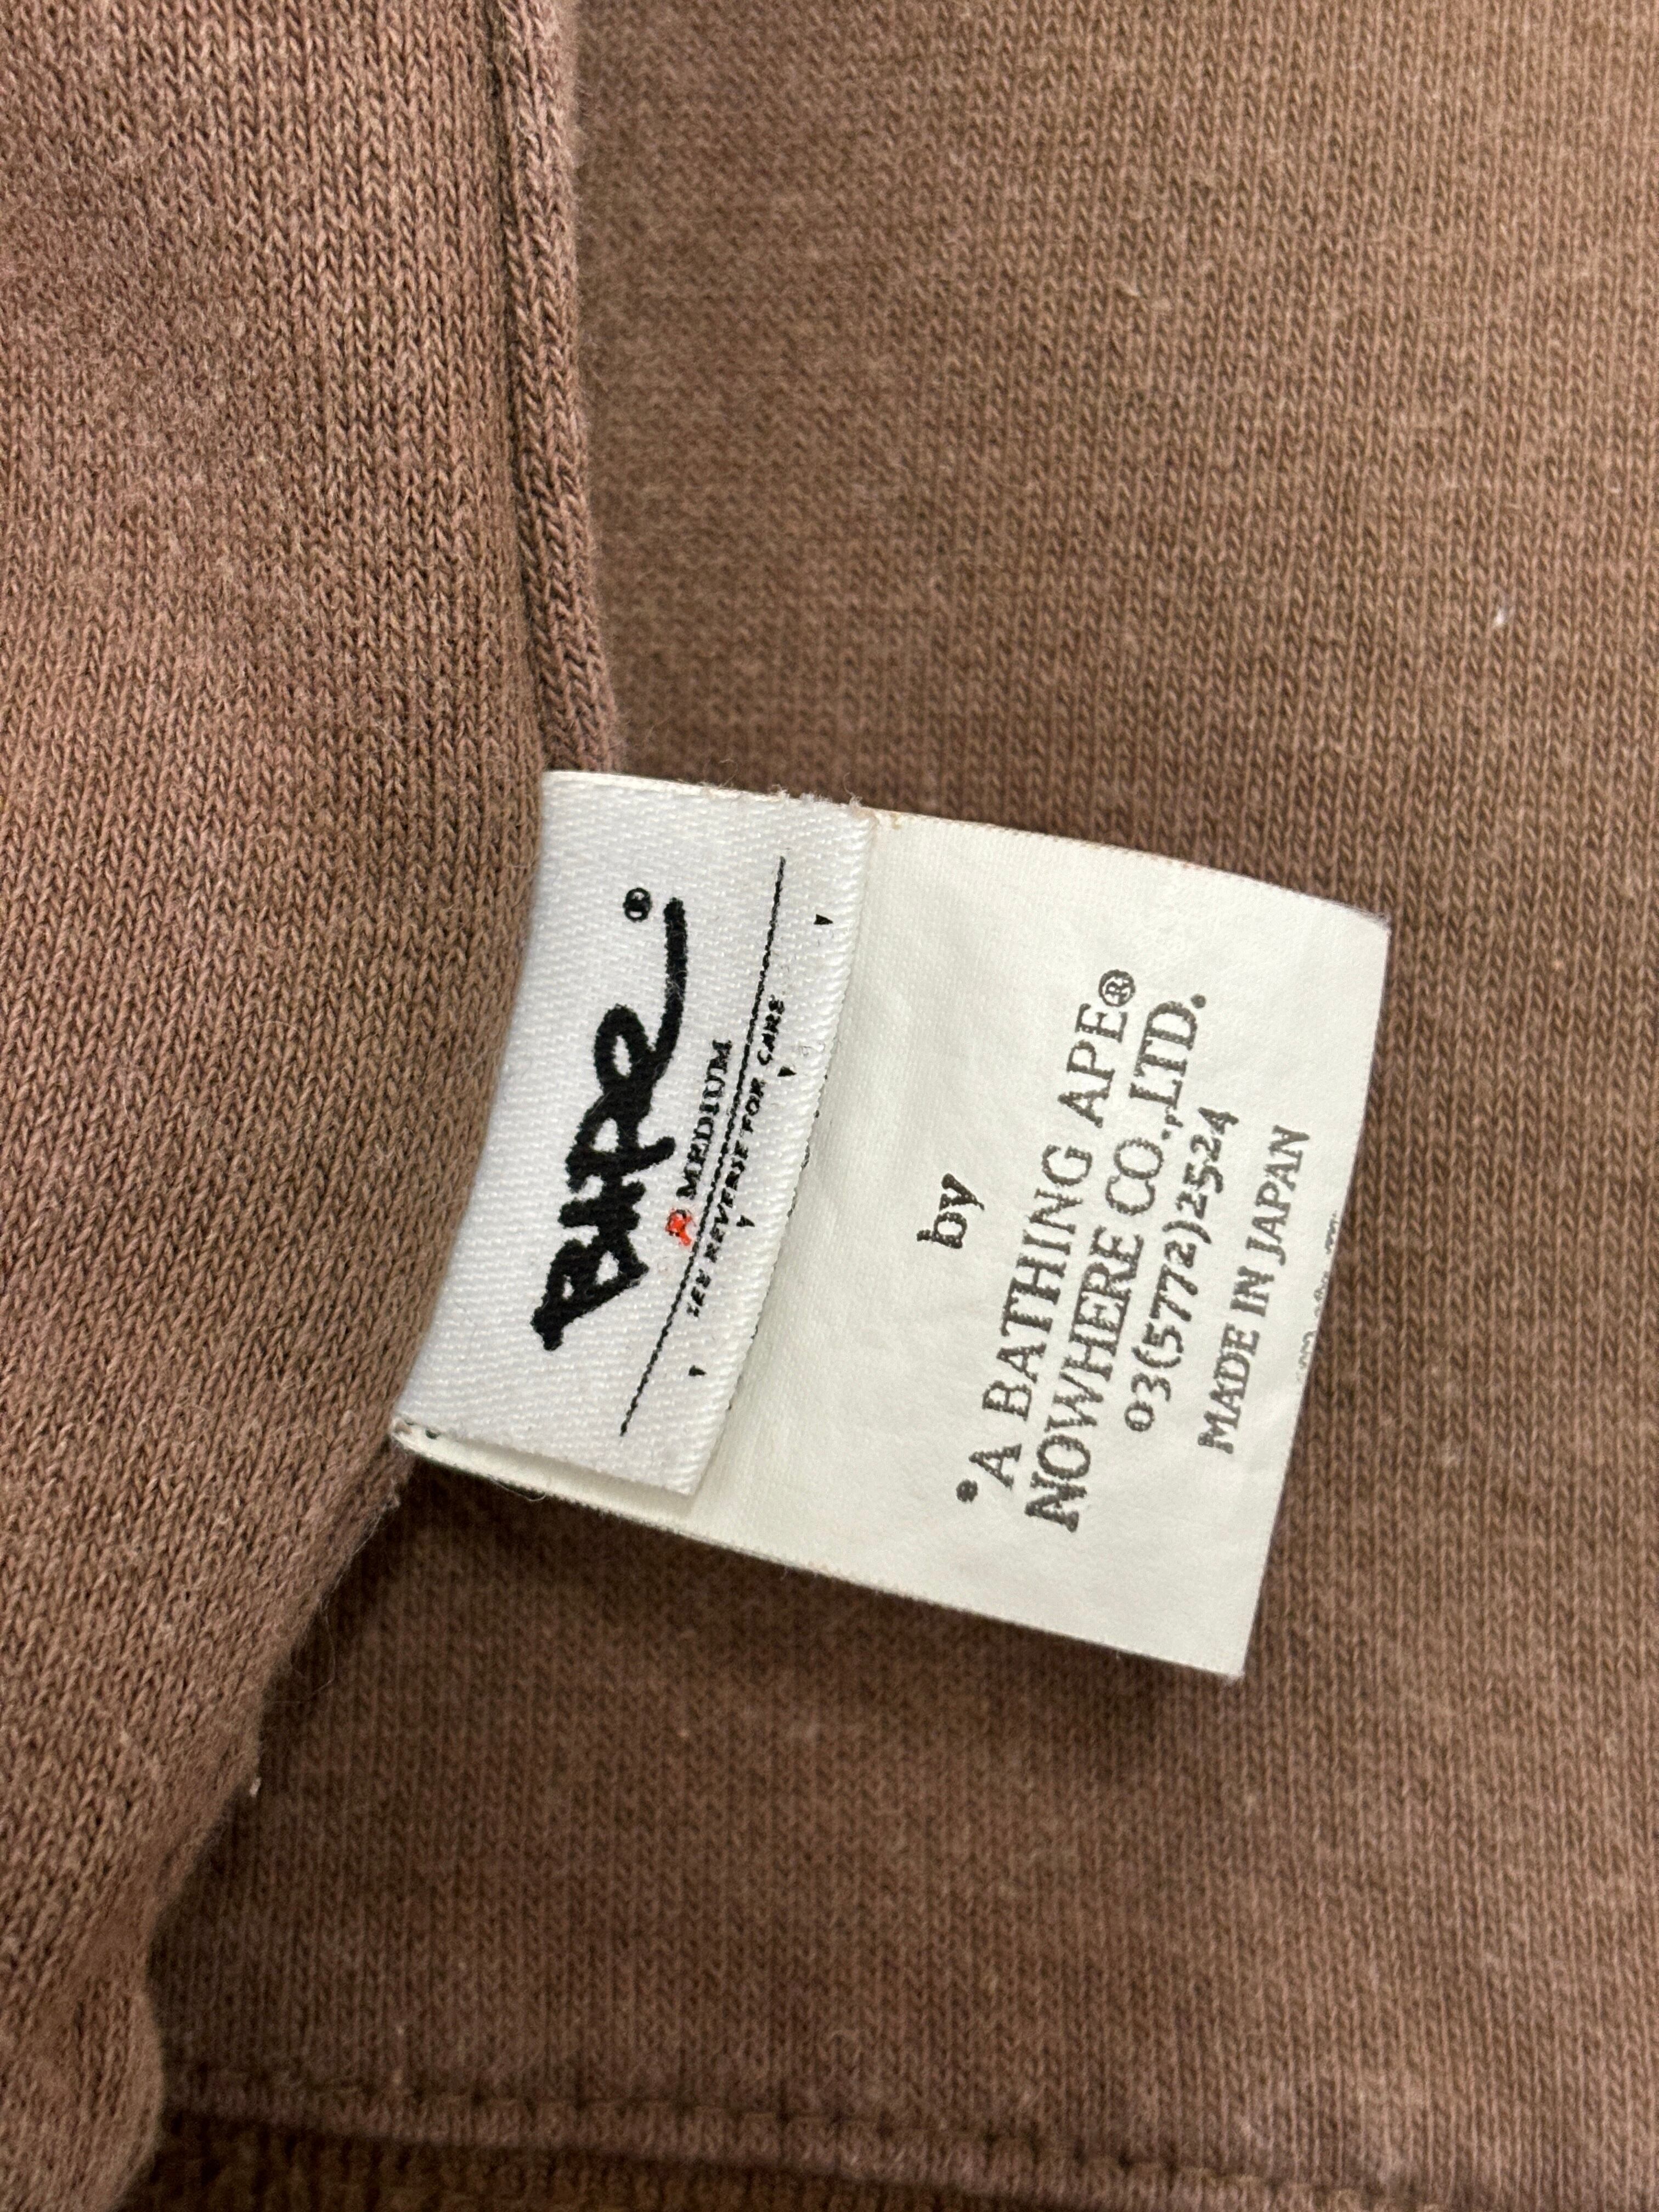 BAPE®
MEDIUM
SEE REVERSE FOR CARE
by
A BATHING APE®
NOWHERE CO.,LTD.
03(5772)2524
MADE IN JAPAN